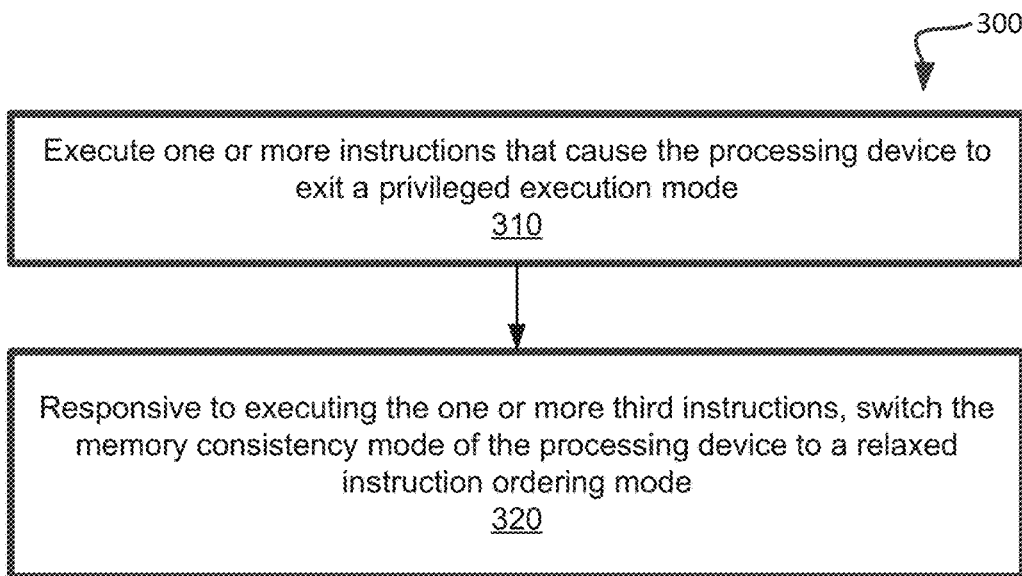 300
Execute one or more instructions that cause the processing device to
exit a privileged execution mode
310
Responsive to executing the one or more third instructions, switch the
memory consistency mode of the processing device to a relaxed
instruction ordering mode
320